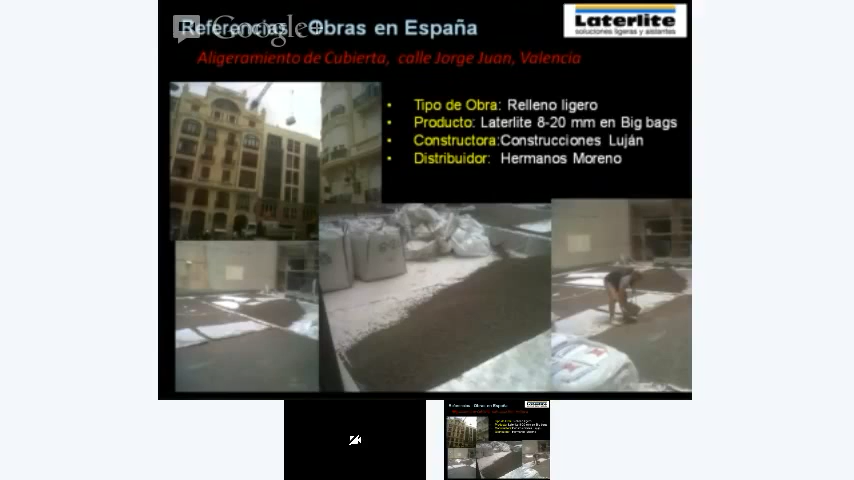 Referencias Obras en España
Google+
Laterlite
soluciones ligeras y aislantes
Aligeramiento de Cubierta, calle Jorge Juan, Valencia
• Tipo de Obra: Relleno ligero
• Producto: Laterlite 8-20 mm en Big bags
• Constructora:Construcciones Luján
• Distribuidor: Hermanos Moreno